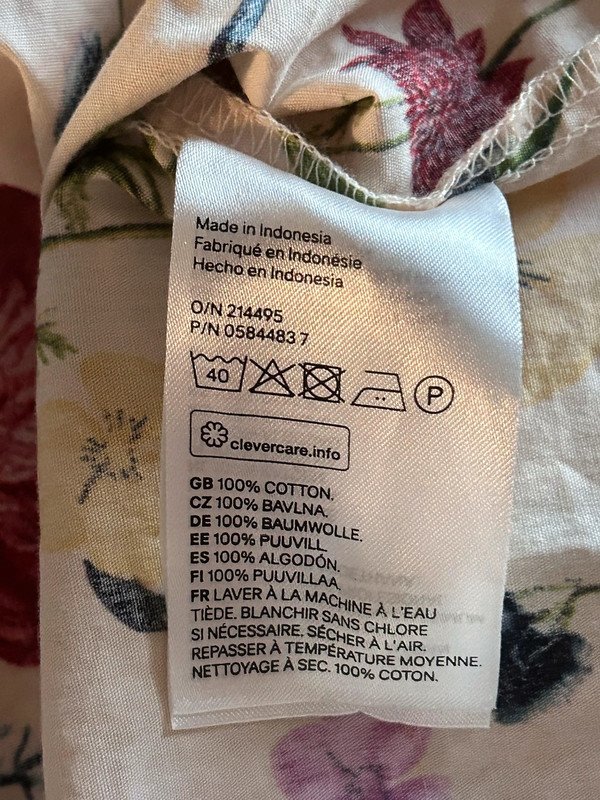 Made in Indonesia
Fabriqué en Indonésie
Hecho en Indonesia
O/N 214495
P/N 0584483 7
40 P
clevercare.info
GB 100% COTTON.
CZ 100% BAVLNA.
DE 100% BAUMWOLLE.
EE 100% PUUVILL.
ES 100% ALGODÓN.
FI 100% PUUVILLAA.
FR LAVER À LA MACHINE À L'EAU
TIÈDE. BLANCHIR SANS CHLORE
SI NÉCESSAIRE. SÉCHER À L'AIR.
REPASSER À TEMPÉRATURE MOYENNE.
NETTOYAGE À SEC. 100% COTON.